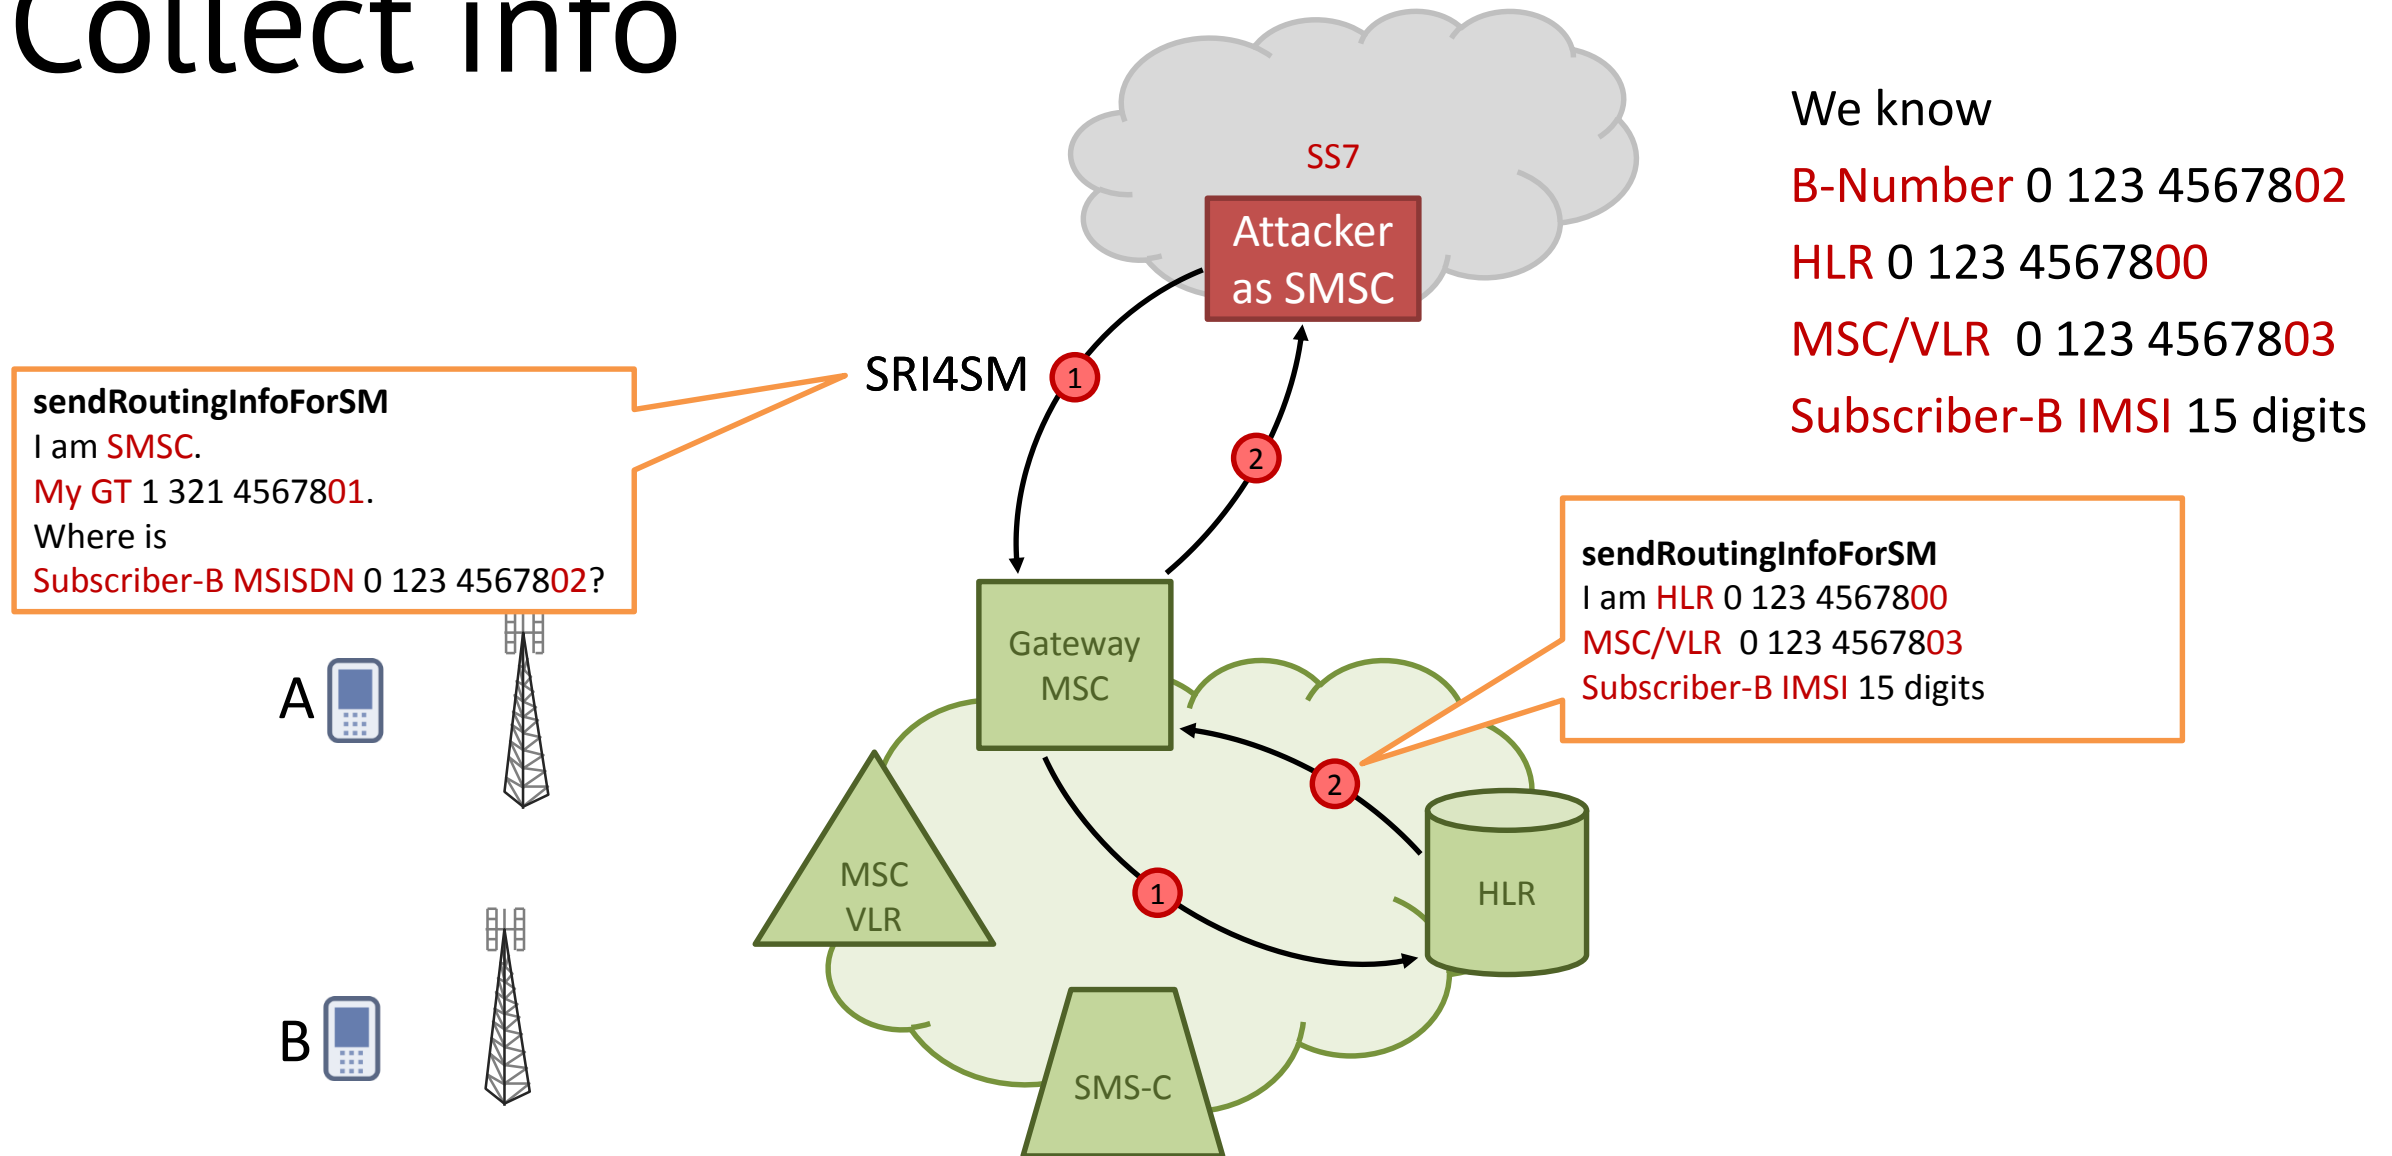 Collect info
SS7
Attacker
as SMSC
We know
B-Number 0 123 4567802
HLR 0 123 4567800
MSC/VLR  0 123 4567803
Subscriber-B IMSI 15 digits
SRI4SM
1
2
sendRoutingInfoForSM
I am SMSC.
My GT 1 321 4567801.
Where is
Subscriber-B MSISDN 0 123 4567802?
sendRoutingInfoForSM
I am HLR 0 123 4567800
MSC/VLR  0 123 4567803
Subscriber-B IMSI 15 digits
Gateway
MSC
A
2
MSC
VLR
1
HLR
B
SMS-C